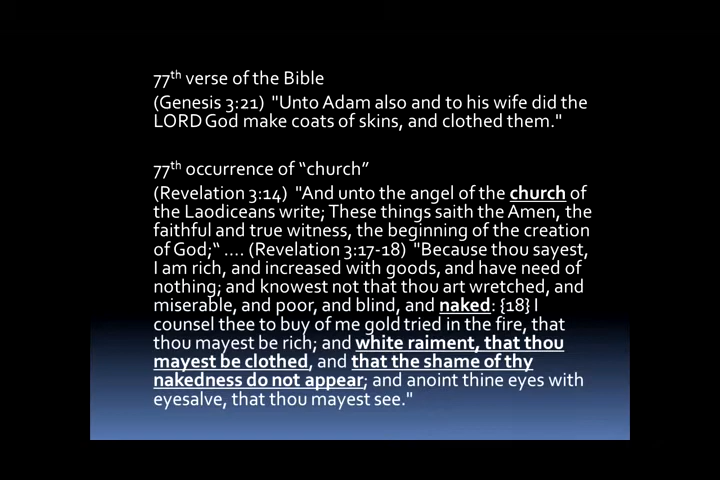 77th verse of the Bible
(Genesis 3:21) "Unto Adam also and to his wife did the
LORD God make coats of skins, and clothed them."
77th occurrence of “church”
(Revelation 3:14) "And unto the angel of the church of
the Laodiceans write; These things saith the Amen, the
faithful and true witness, the beginning of the creation
of God;“ .... (Revelation 3:17-18) "Because thou sayest,
I am rich, and increased with goods, and have need of
nothing; and knowest not that thou art wretched, and
miserable, and poor, and blind, and naked: {18} I
counsel thee to buy of me gold tried in the fire, that
thou mayest be rich; and white raiment, that thou
mayest be clothed, and that the shame of thy
nakedness do not appear; and anoint thine eyes with
eyesalve, that thou mayest see."